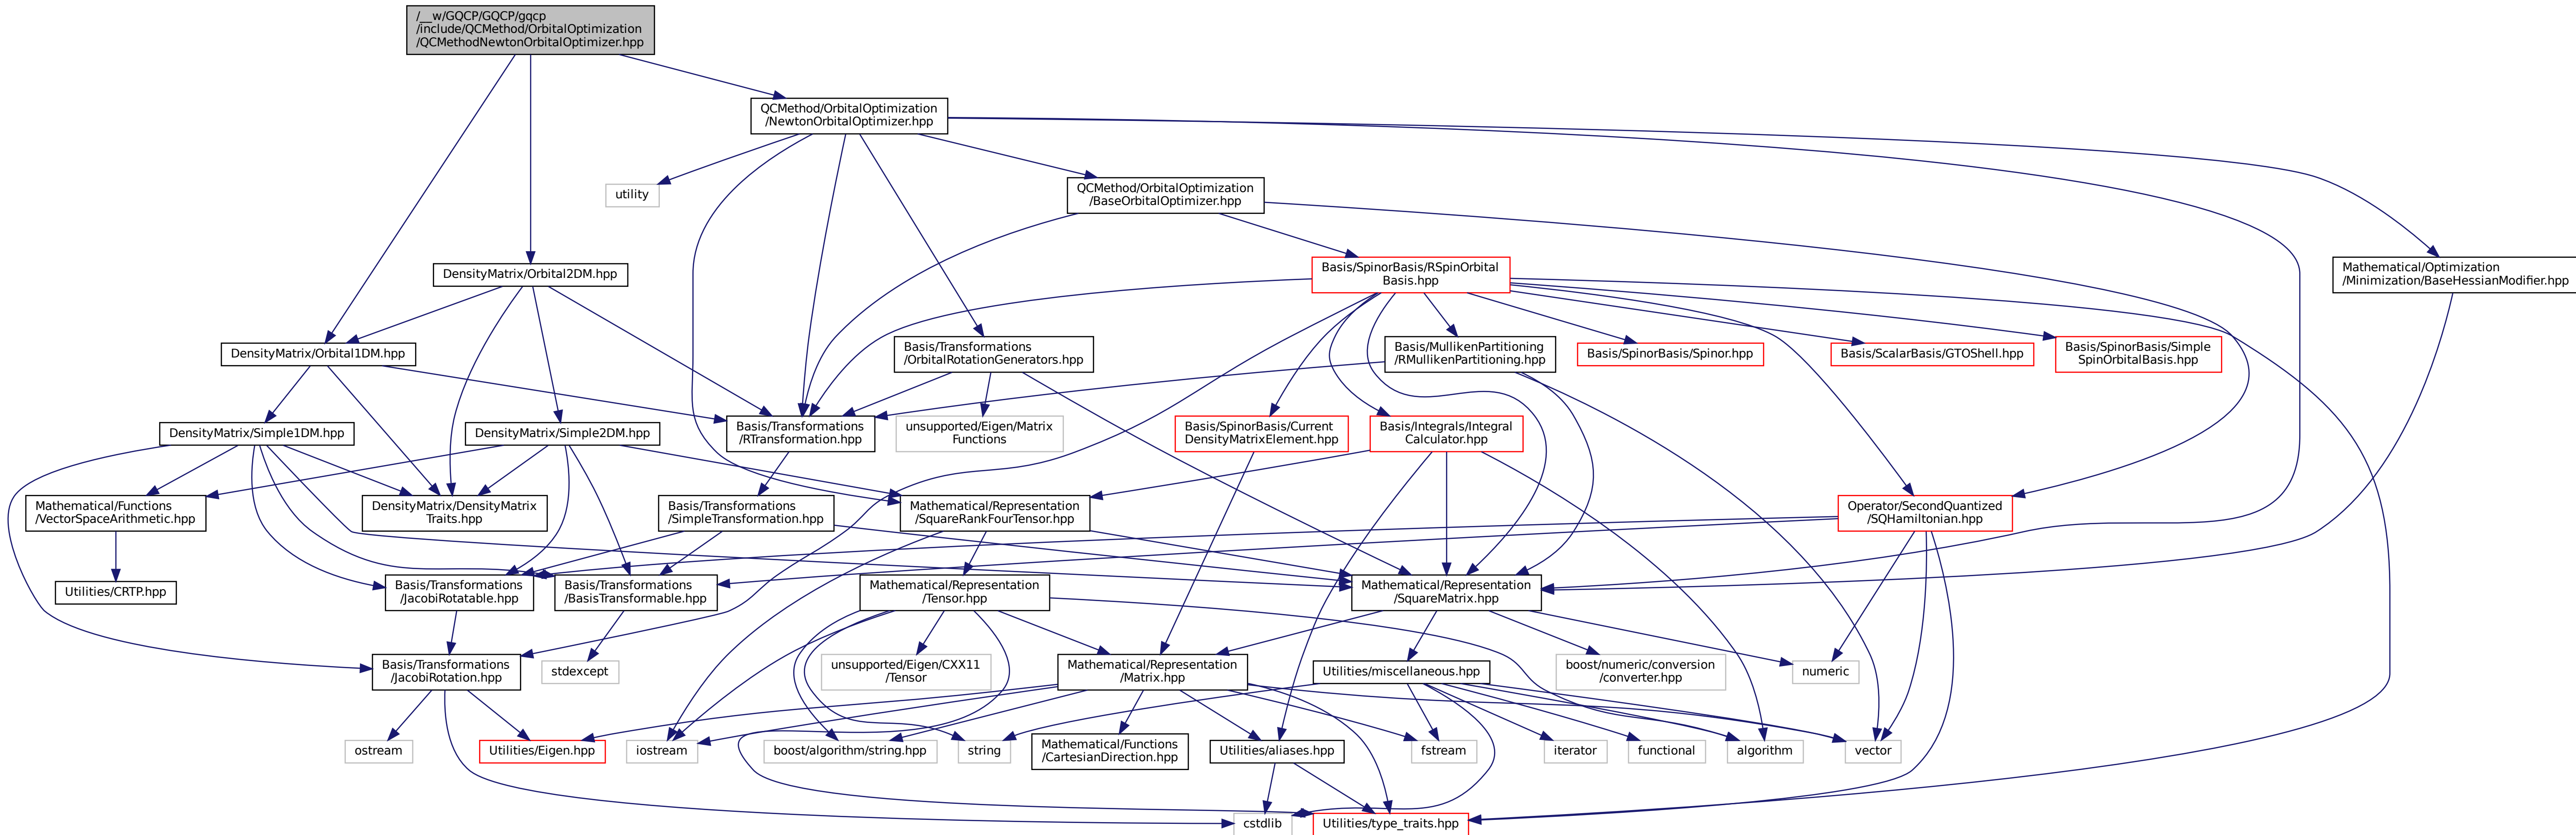 /__w/GQCP/GQCP/gqcp
/include/QCMethod/OrbitalOptimization
/QCMethodNewtonOrbitalOptimizer.hpp
QCMethod/OrbitalOptimization
/NewtonOrbitalOptimizer.hpp
utility
QCMethod/OrbitalOptimization
/BaseOrbitalOptimizer.hpp
DensityMatrix/Orbital2DM.hpp
Basis/SpinorBasis/RSpinOrbital
Basis.hpp
Mathematical/Optimization
/Minimization/BaseHessianModifier.hpp
DensityMatrix/Orbital1DM.hpp
Basis/Transformations
/OrbitalRotationGenerators.hpp
Basis/MullikenPartitioning
/RMullikenPartitioning.hpp
Basis/SpinorBasis/Spinor.hpp
Basis/ScalarBasis/GTOShell.hpp
Basis/SpinorBasis/Simple
SpinOrbitalBasis.hpp
DensityMatrix/Simple1DM.hpp
DensityMatrix/Simple2DM.hpp
Basis/Transformations
/RTransformation.hpp
unsupported/Eigen/Matrix
Functions
Basis/SpinorBasis/Current
DensityMatrixElement.hpp
Basis/Integrals/Integral
Calculator.hpp
Mathematical/Functions
/VectorSpaceArithmetic.hpp
DensityMatrix/DensityMatrix
Traits.hpp
Basis/Transformations
/SimpleTransformation.hpp
Mathematical/Representation
/SquareRankFourTensor.hpp
Operator/SecondQuantized
/SQHamiltonian.hpp
Utilities/CRTP.hpp
Basis/Transformations
/JacobiRotatable.hpp
Basis/Transformations
/BasisTransformable.hpp
Mathematical/Representation
/Tensor.hpp
Mathematical/Representation
/SquareMatrix.hpp
Basis/Transformations
/JacobiRotation.hpp
stdexcept
unsupported/Eigen/CXX11
/Tensor
Mathematical/Representation
/Matrix.hpp
Utilities/miscellaneous.hpp
boost/numeric/conversion
/converter.hpp
numeric
ostream
Utilities/Eigen.hpp
iostream
boost/algorithm/string.hpp
string
Mathematical/Functions
/CartesianDirection.hpp
Utilities/aliases.hpp
fstream
iterator
functional
algorithm
vector
cstdlib
Utilities/type_traits.hpp